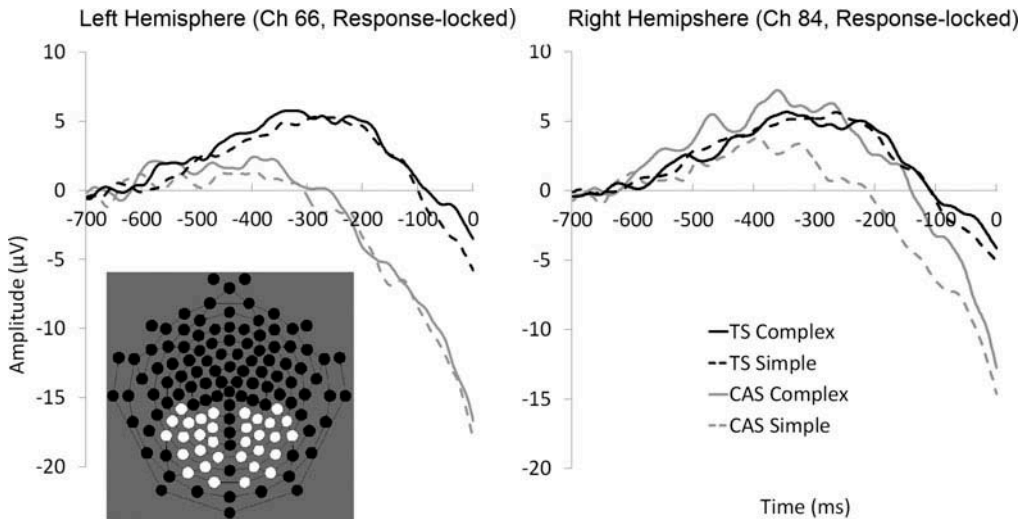 Left Hemisphere (Ch 66, Response-locked)
Right Hemipshere (Ch 84, Response-locked)
10
5
0
-5
-10
-15
-20
-700 -600 -500 -400 -300 -200 -100 0
Amplitude (µV)
10
5
0
-5
-10
-15
-20
-700 -600 -500 -400 -300 -200 -100 0
TS Complex
TS Simple
CAS Complex
CAS Simple
Time (ms)